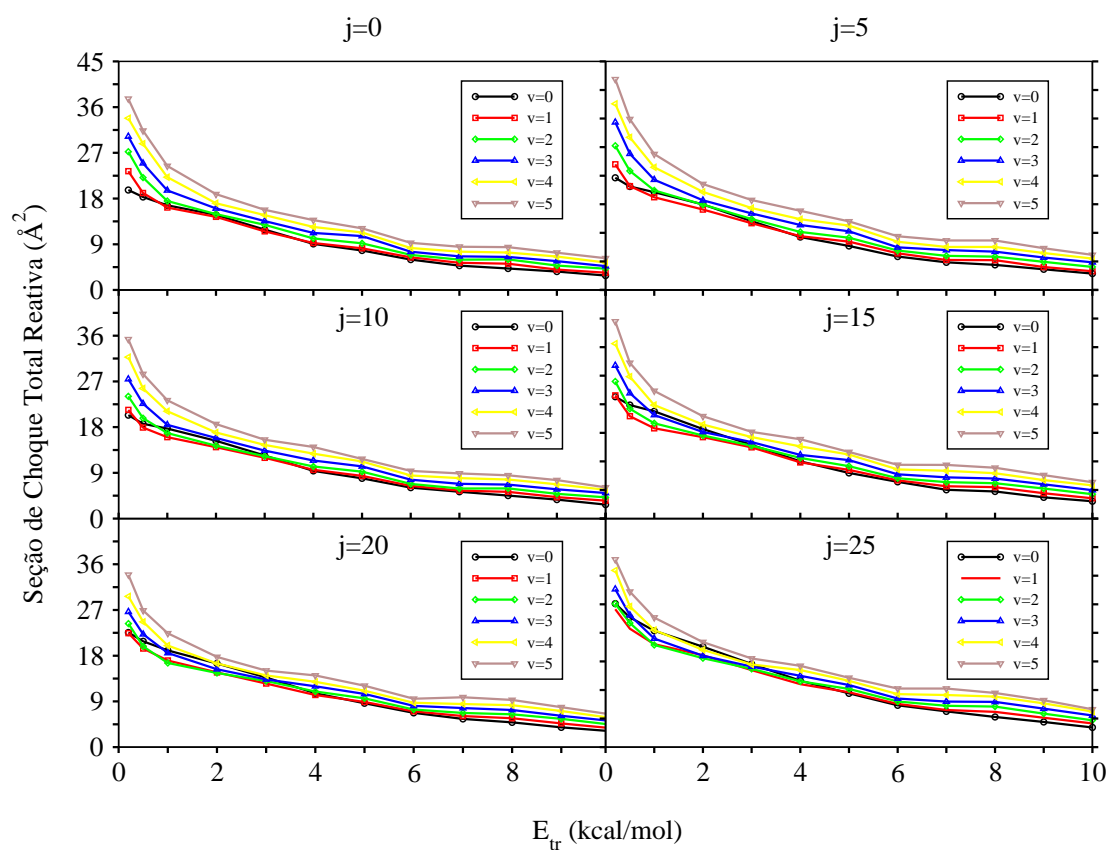 j=0
j=5
45
36
27
18
9
0
v=0
v=1
v=2
v=3
v=4
v=5
v=0
v=1
v=2
v=3
v=4
v=5
Seção de Choque Total Reativa (Å²)
j=10
j=15
36
27
18
9
0
v=0
v=1
v=2
v=3
v=4
v=5
v=0
v=1
v=2
v=3
v=4
v=5
j=20
j=25
36
27
18
9
0
v=0
v=1
v=2
v=3
v=4
v=5
v=0
v=1
v=2
v=3
v=4
v=5
0 2 4 6 8 0 2 4 6 8 10
E_tr (kcal/mol)